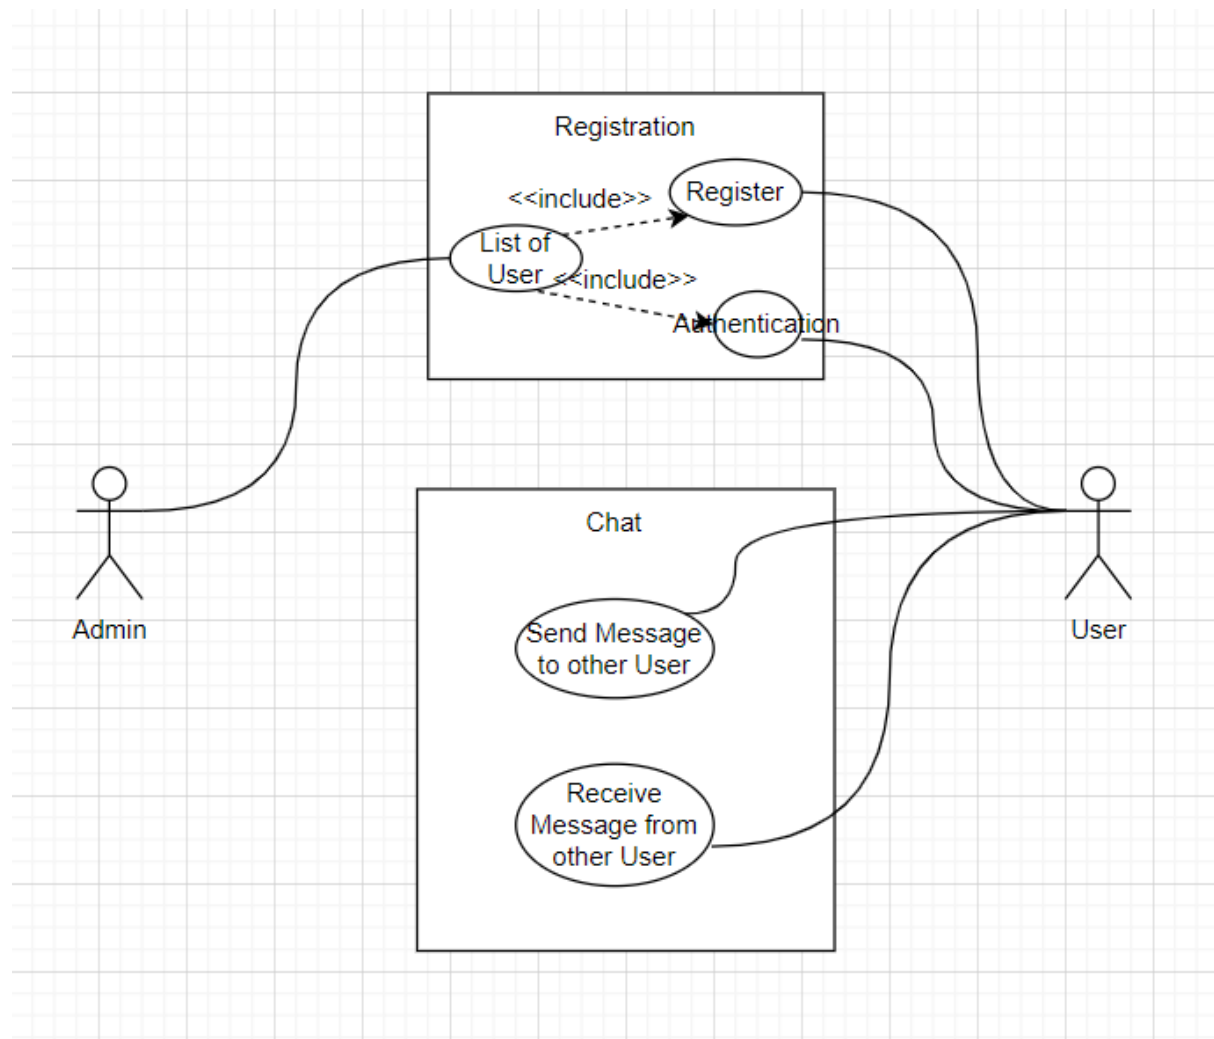 Registration
<<include>>
Register
List of
User
<<include>>
Authentication
Chat
Admin
User
Send Message
to other User
Receive
Message from
other User